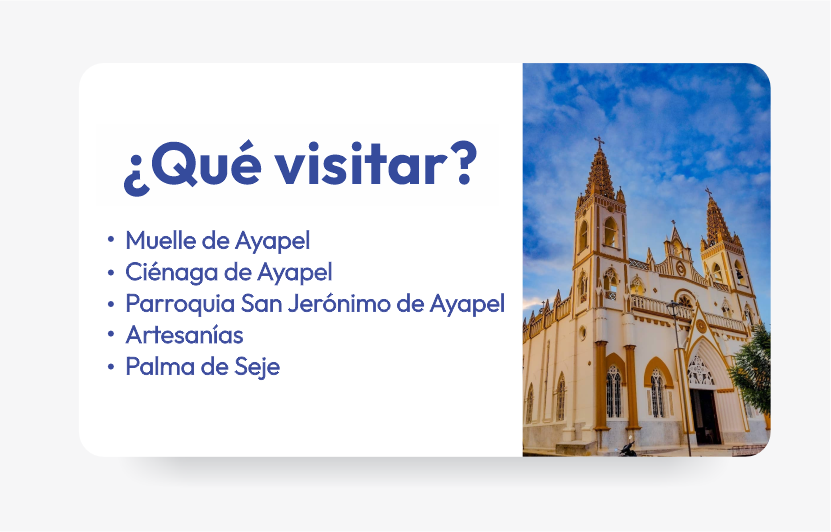 ¿Qué visitar?
• Muelle de Ayapel
• Ciénaga de Ayapel
• Parroquia San Jerónimo de Ayapel
• Artesanías
• Palma de Seje